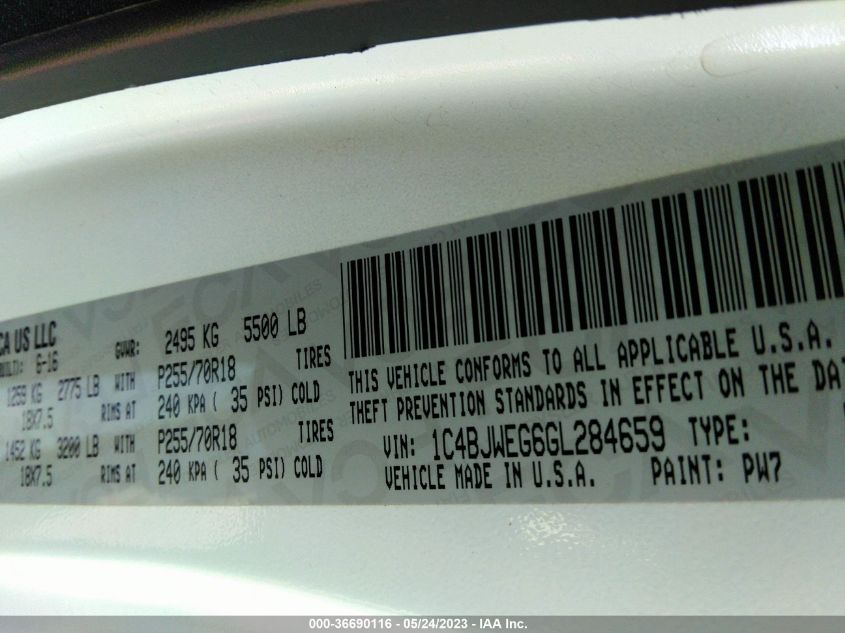 CA US LLC
G-16
GVWR: 2495 KG 5500 LB
1259 KG 2775 LB WITH P255/70R18 TIRES
18X7.5 RIMS AT 240 KPA ( 35 PSI) COLD
1452 KG 3200 LB WITH P255/70R18 TIRES
18X7.5 RIMS AT 240 KPA ( 35 PSI) COLD
THIS VEHICLE CONFORMS TO ALL APPLICABLE U.S.A.
THEFT PREVENTION STANDARDS IN EFFECT ON THE DAT
VIN: 1C4BJWEG6GL284659 TYPE:
VEHICLE MADE IN U.S.A. PAINT: PW7
000-36690116 - 05/24/2023 - IAA Inc.